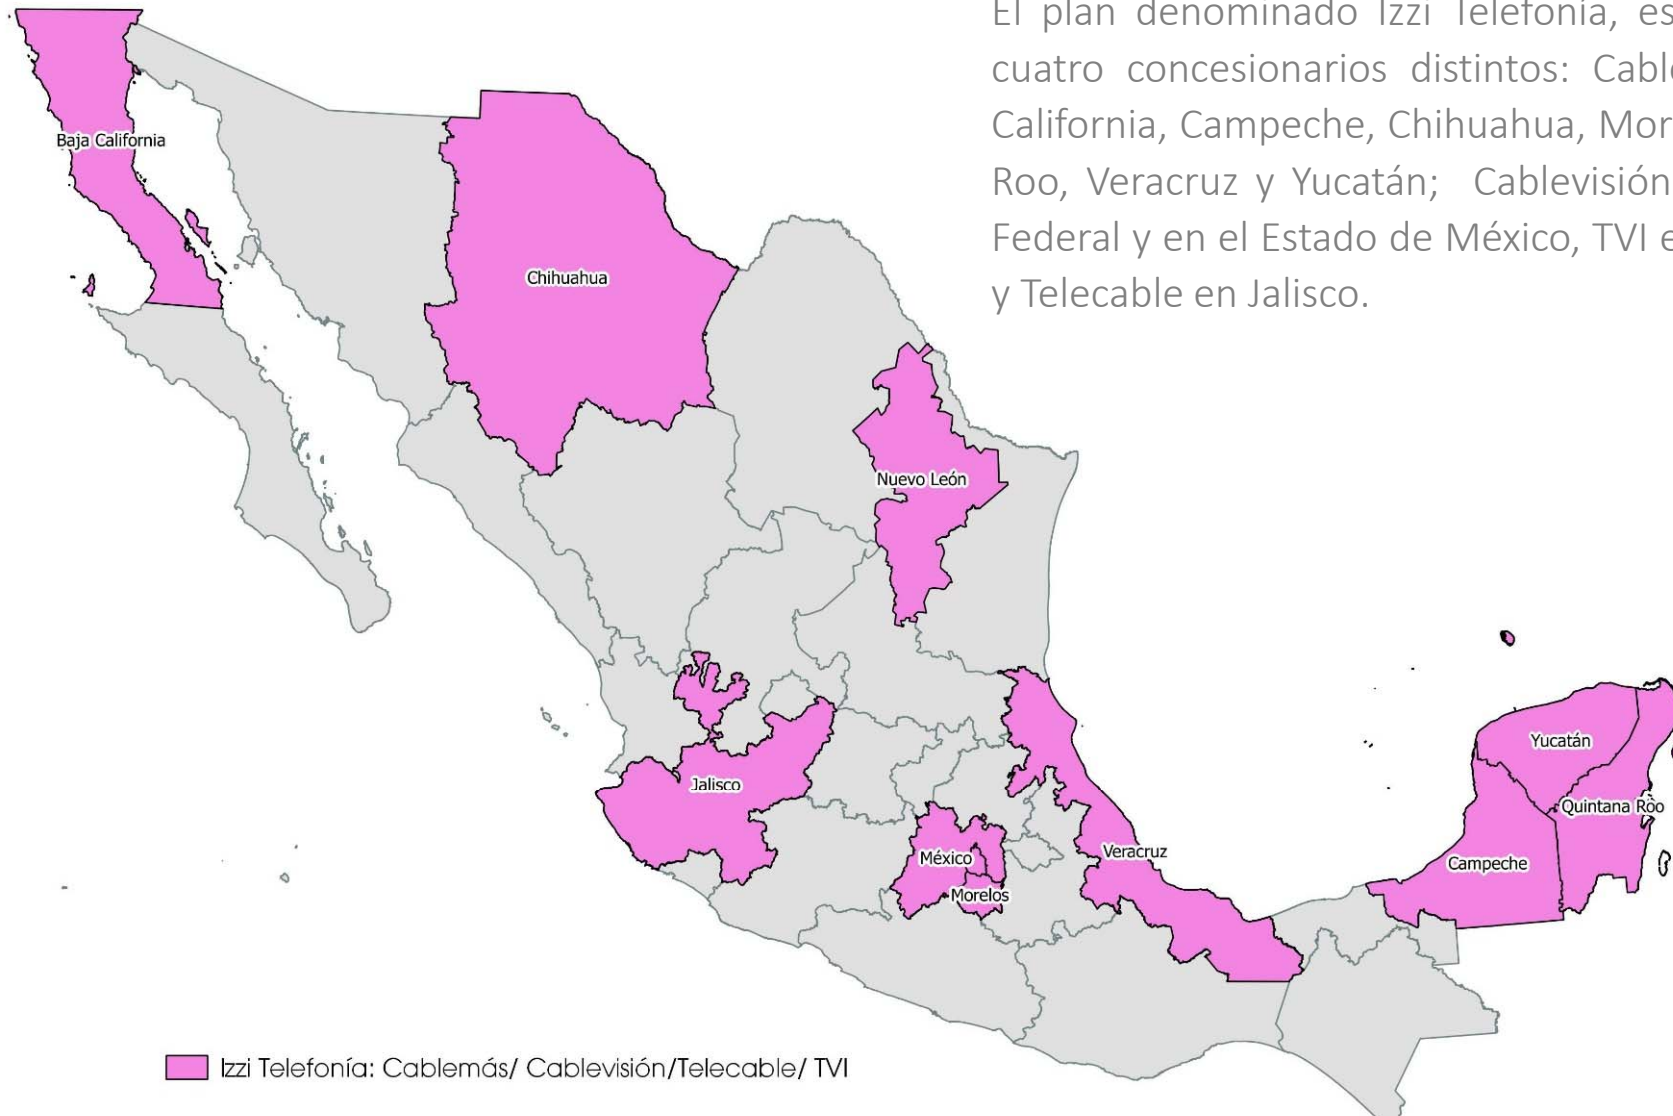 El plan denominado Izzi Telefonía, es
cuatro concesionarios distintos:
California, Campeche, Chihuahua,
Roo, Veracruz y Yucatán; Cablevisión
Federal y en el Estado de México, TVI
y Telecable en Jalisco.
Baja California
Chihuahua
Nuevo León
Yucatán
Jalisco
Quintana Roo
Veracruz
México
Campeche
Morelos
Izzi Telefonía: Cablemás/ Cablevisión/Telecable/ TVI